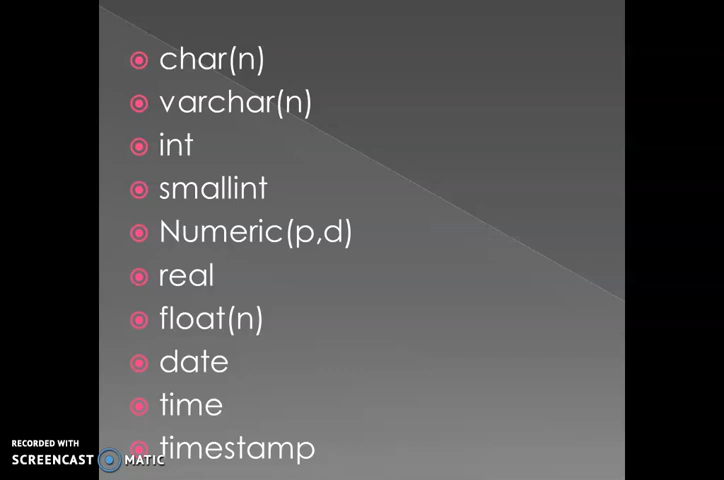 char(n)
varchar(n)
int
smallint
Numeric(p,d)
real
float(n)
date
time
timestamp
RECORDED WITH
SCREENCAST MATIC